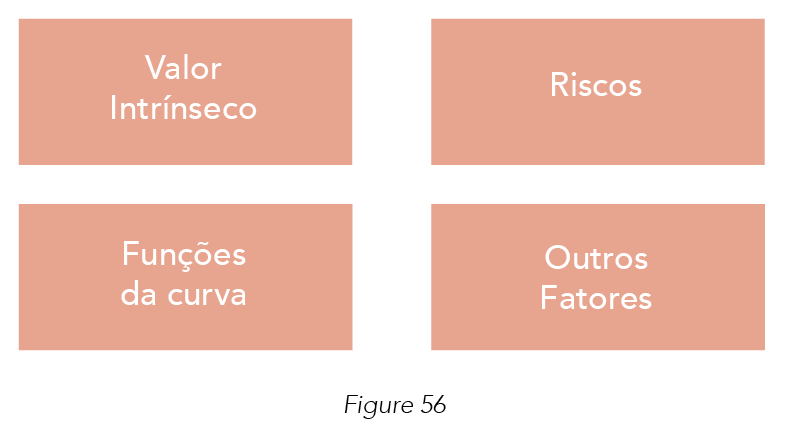 Valor
Intrínseco
Riscos
Funções
da curva
Outros
Fatores
Figure 56